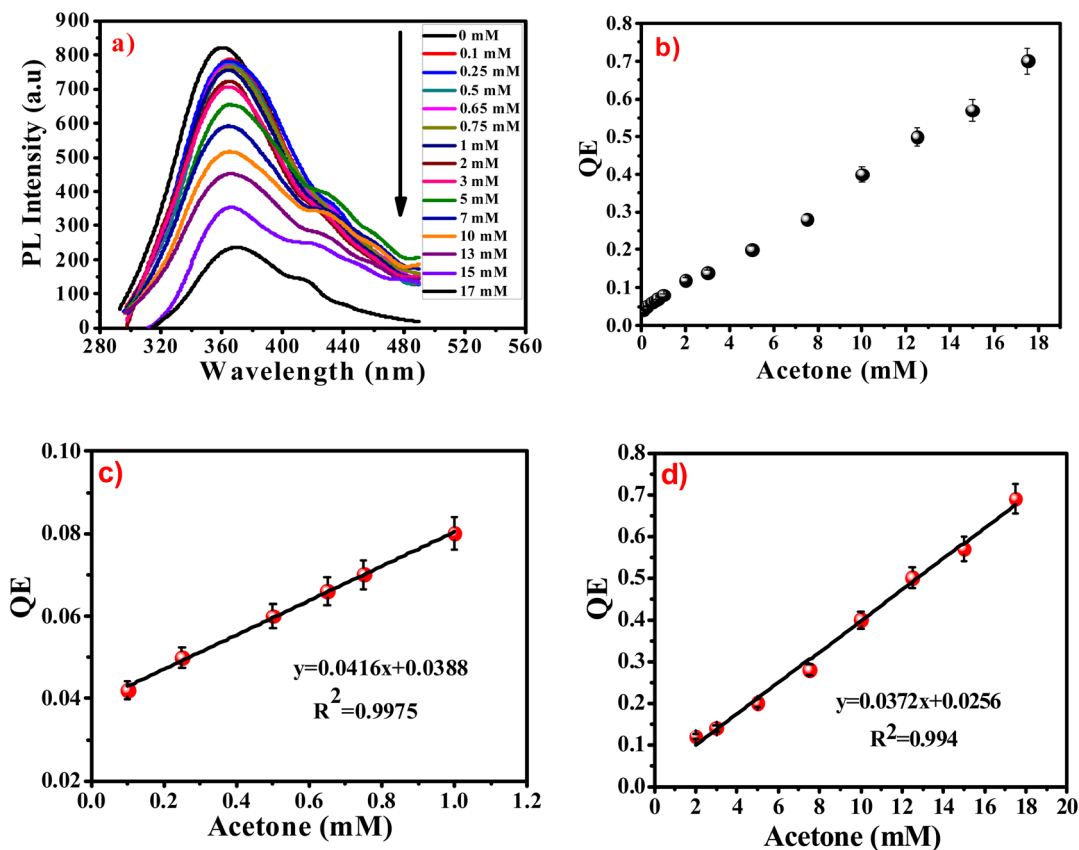 a)
900
800
700
600
500
400
300
200
100
0
PL Intensity (a.u)
280 320 360 400 440 480 520 560
Wavelength (nm)
0 mM
0.1 mM
0.25 mM
0.5 mM
0.65 mM
0.75 mM
1 mM
2 mM
3 mM
5 mM
7 mM
10 mM
13 mM
15 mM
17 mM
b)
0.8
0.7
0.6
0.5
0.4
0.3
0.2
0.1
0.0
QE
0 2 4 6 8 10 12 14 16 18
Acetone (mM)
c)
0.10
0.08
0.06
0.04
0.02
QE
y=0.0416x+0.0388
R²=0.9975
0.0 0.2 0.4 0.6 0.8 1.0 1.2
Acetone (mM)
d)
0.8
0.7
0.6
0.5
0.4
0.3
0.2
0.1
0.0
QE
y=0.0372x+0.0256
R²=0.994
0 2 4 6 8 10 12 14 16 18 20
Acetone (mM)